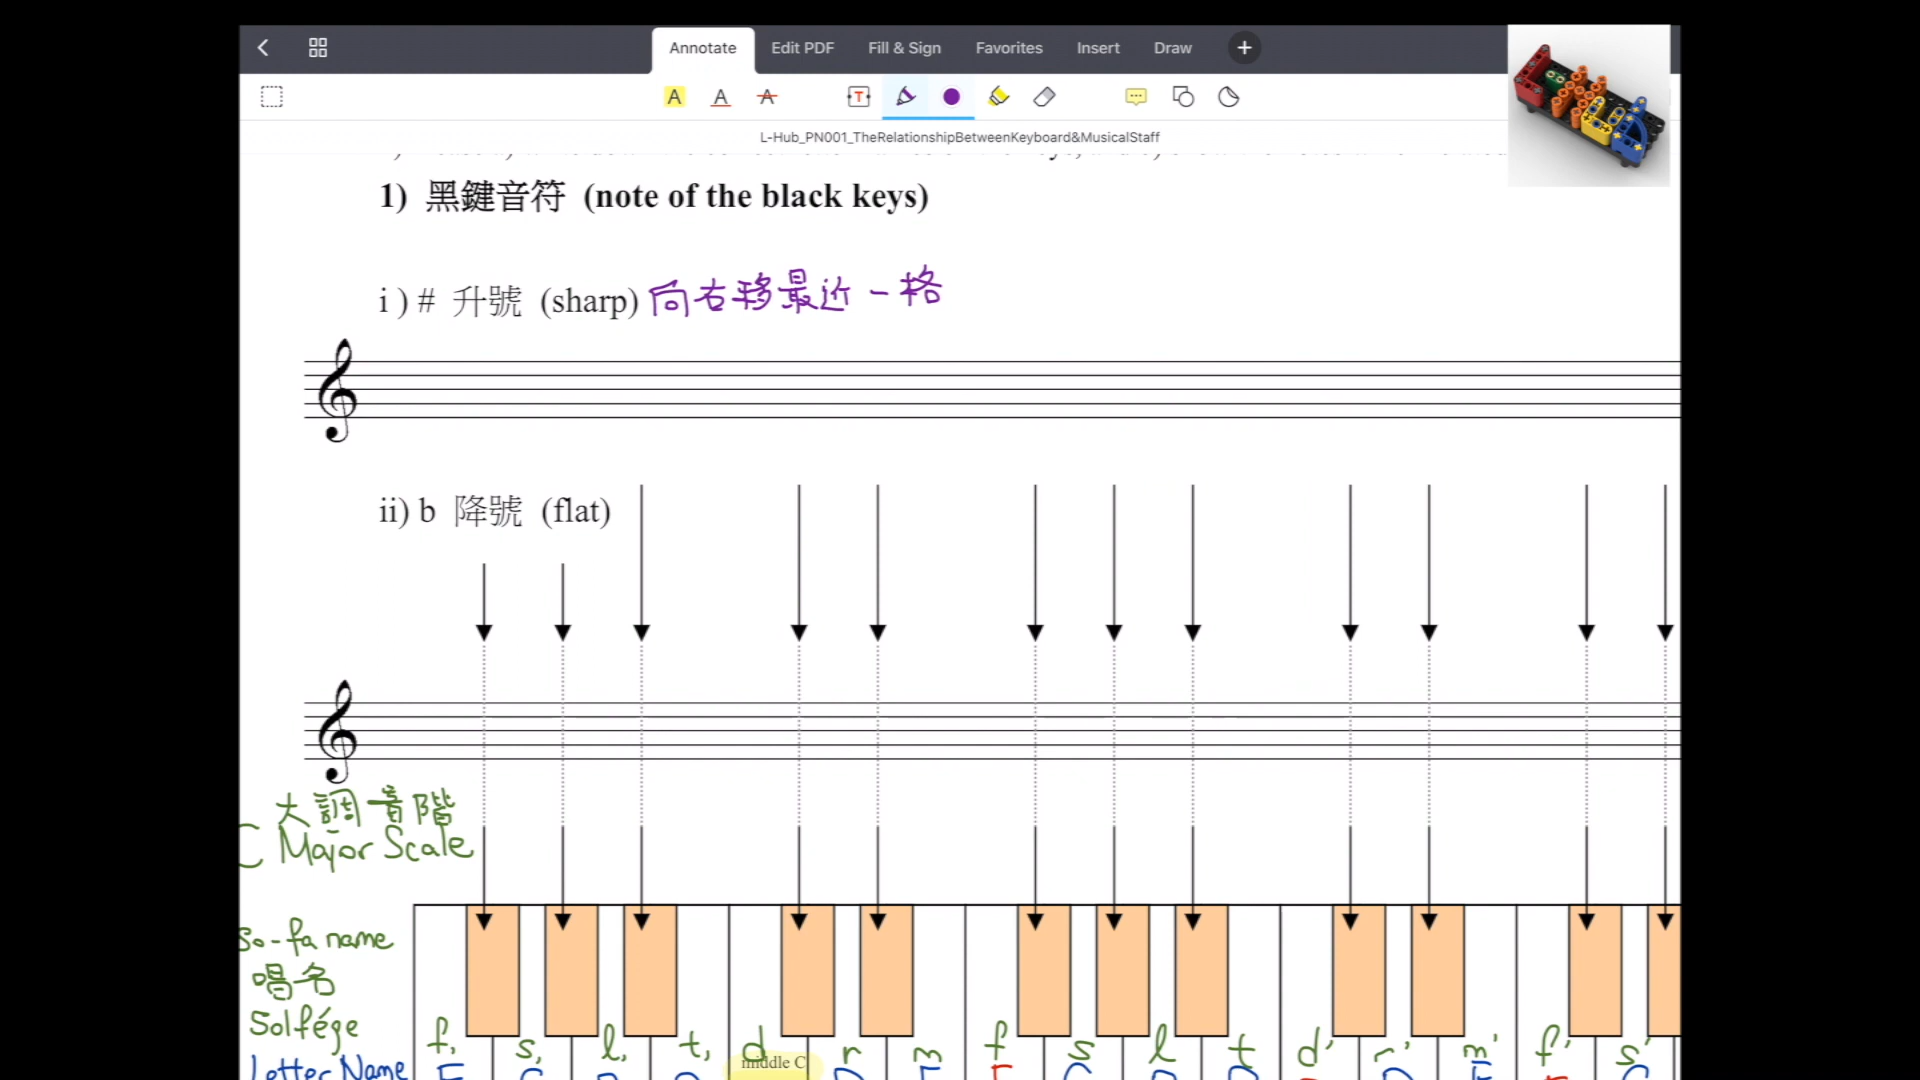 Annotate Edit PDF Fill & Sign Favorites Insert Draw
L-Hub_PN001_TheRelationshipBetweenKeyboard&MusicalStaff
1) 黑鍵音符 (note of the black keys)
i ) # 升號 (sharp) 向右移最近一格
ii) b 降號 (flat)
大調音階
C Major Scale
So-fa name
唱名
Solfége
f, s, l, t, d r m f s l t d' r' m' f' s'
middle C
Letter Name